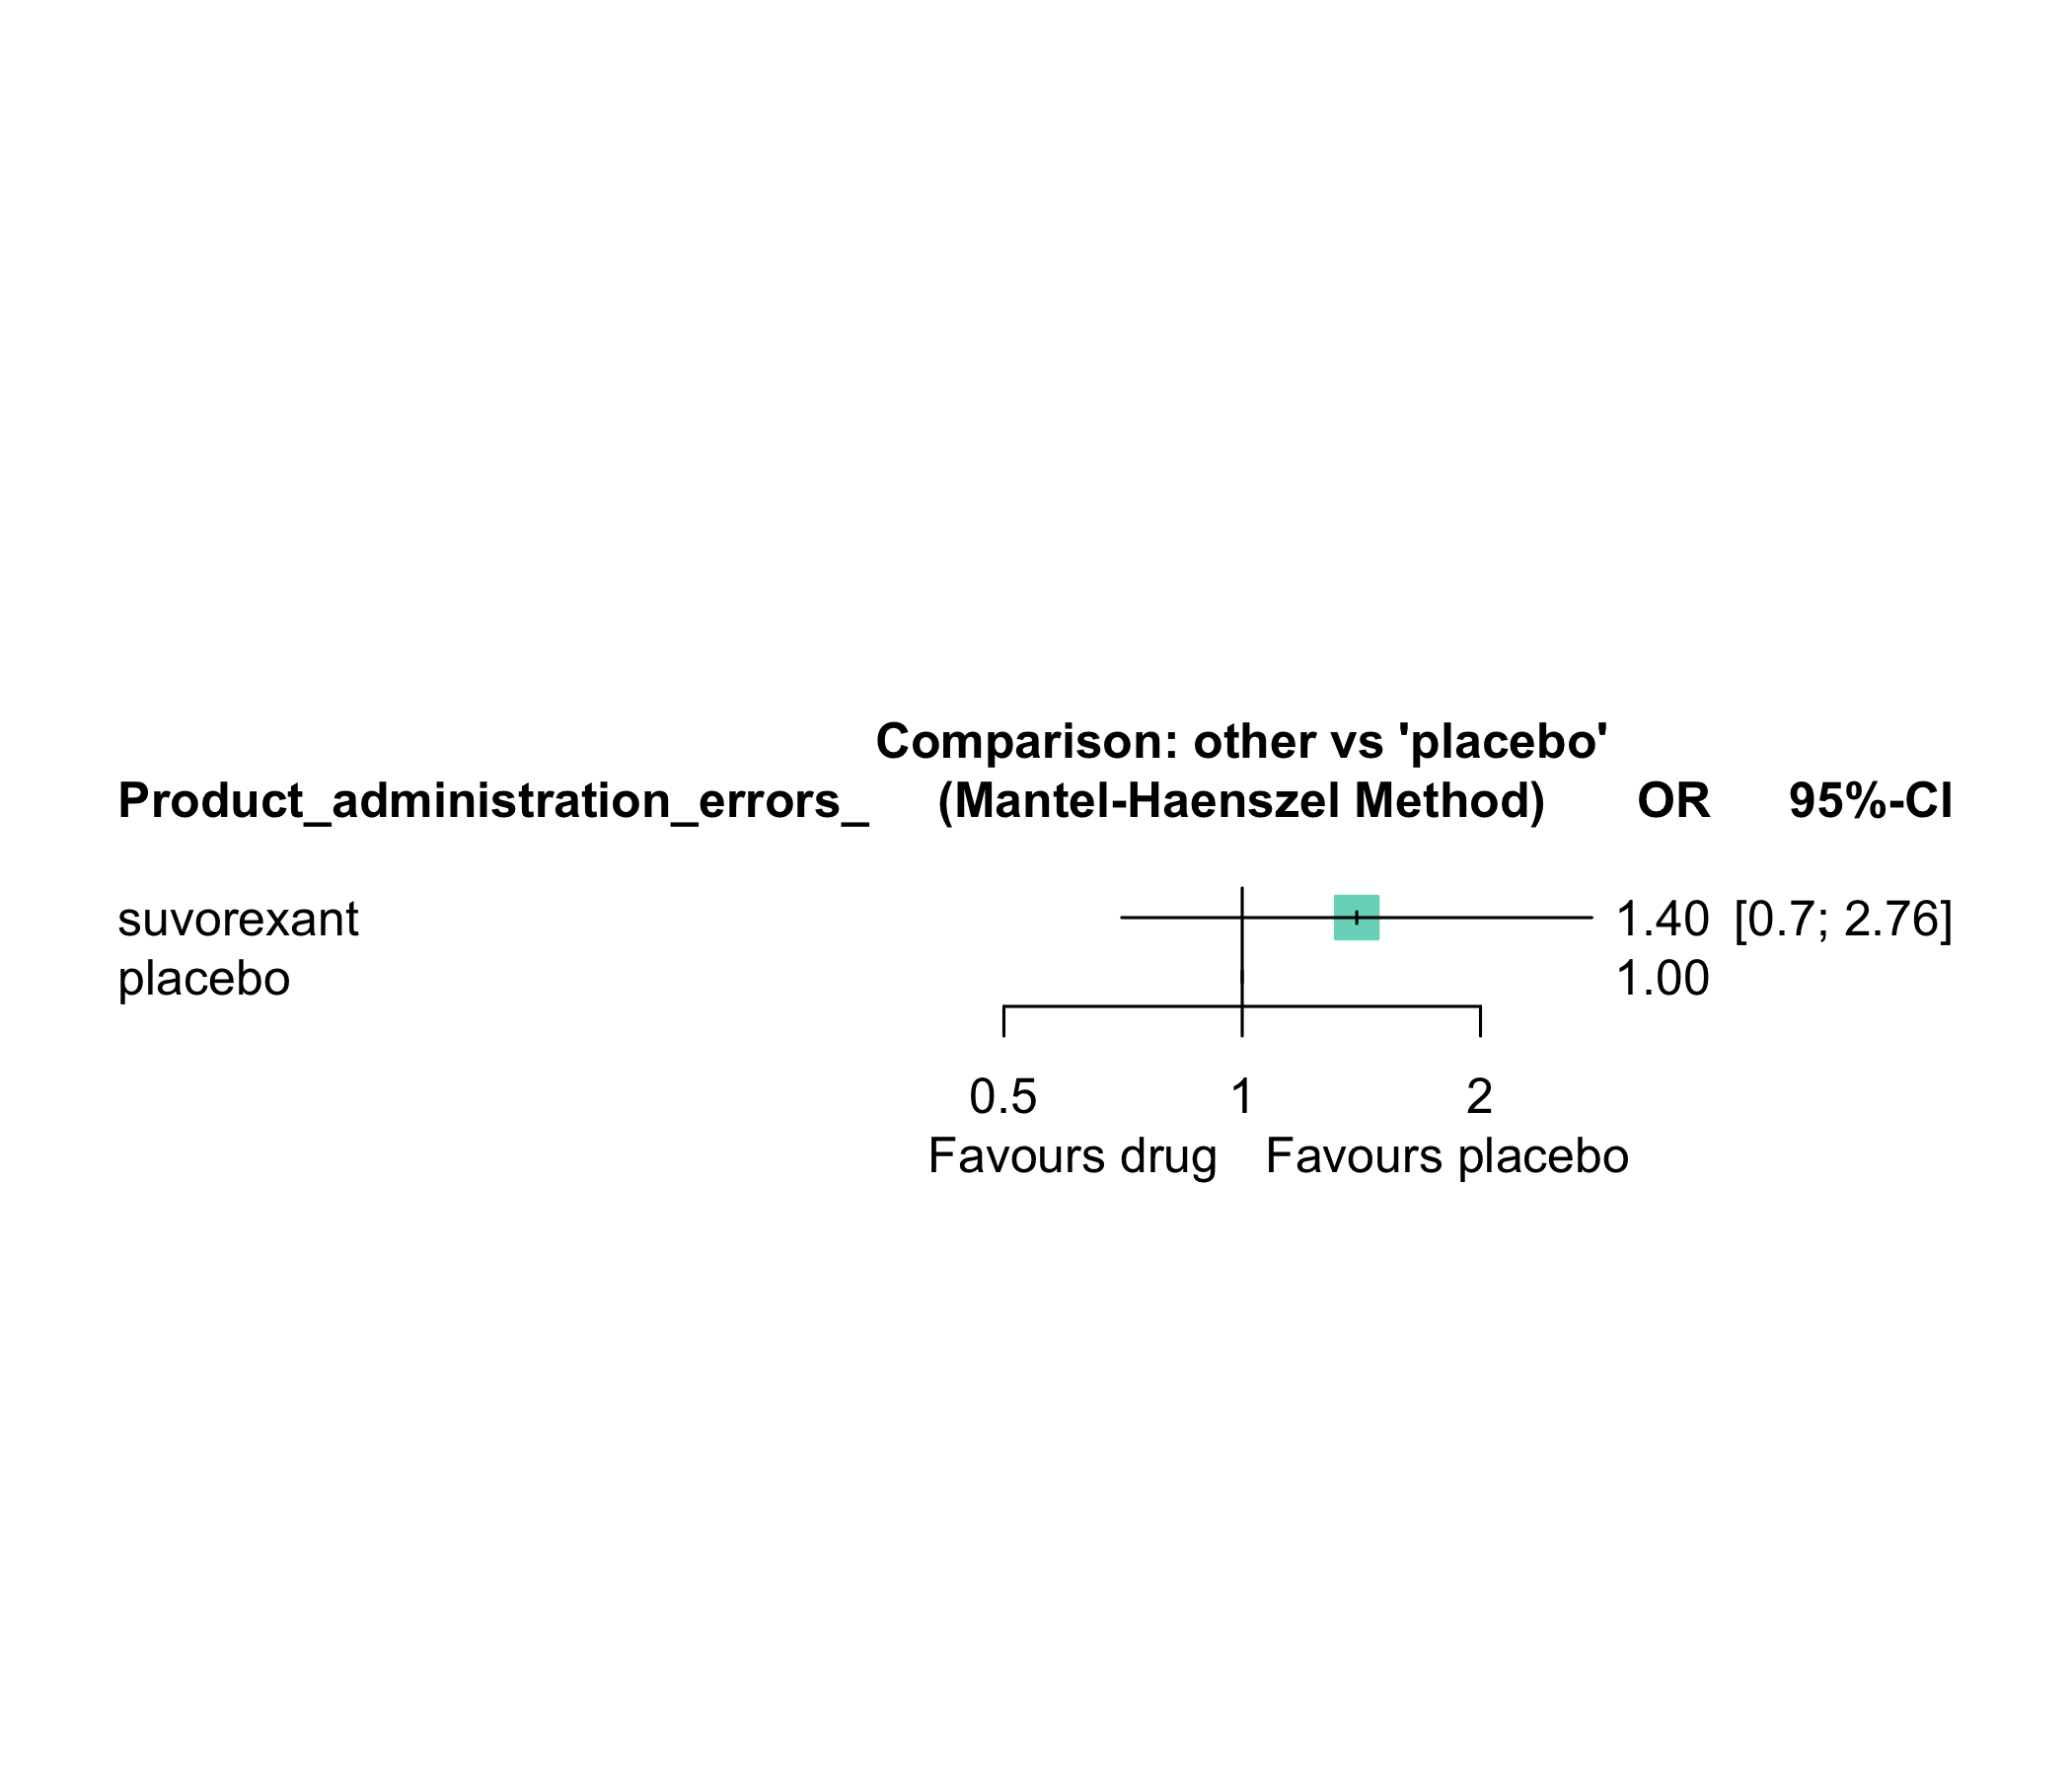 Comparison: other vs 'placebo'
Product_administration_errors_ (Mantel-Haenszel Method) OR 95%-CI
suvorexant 1.40 [0.7; 2.76]
placebo 1.00
0.5 1 2
Favours drug Favours placebo